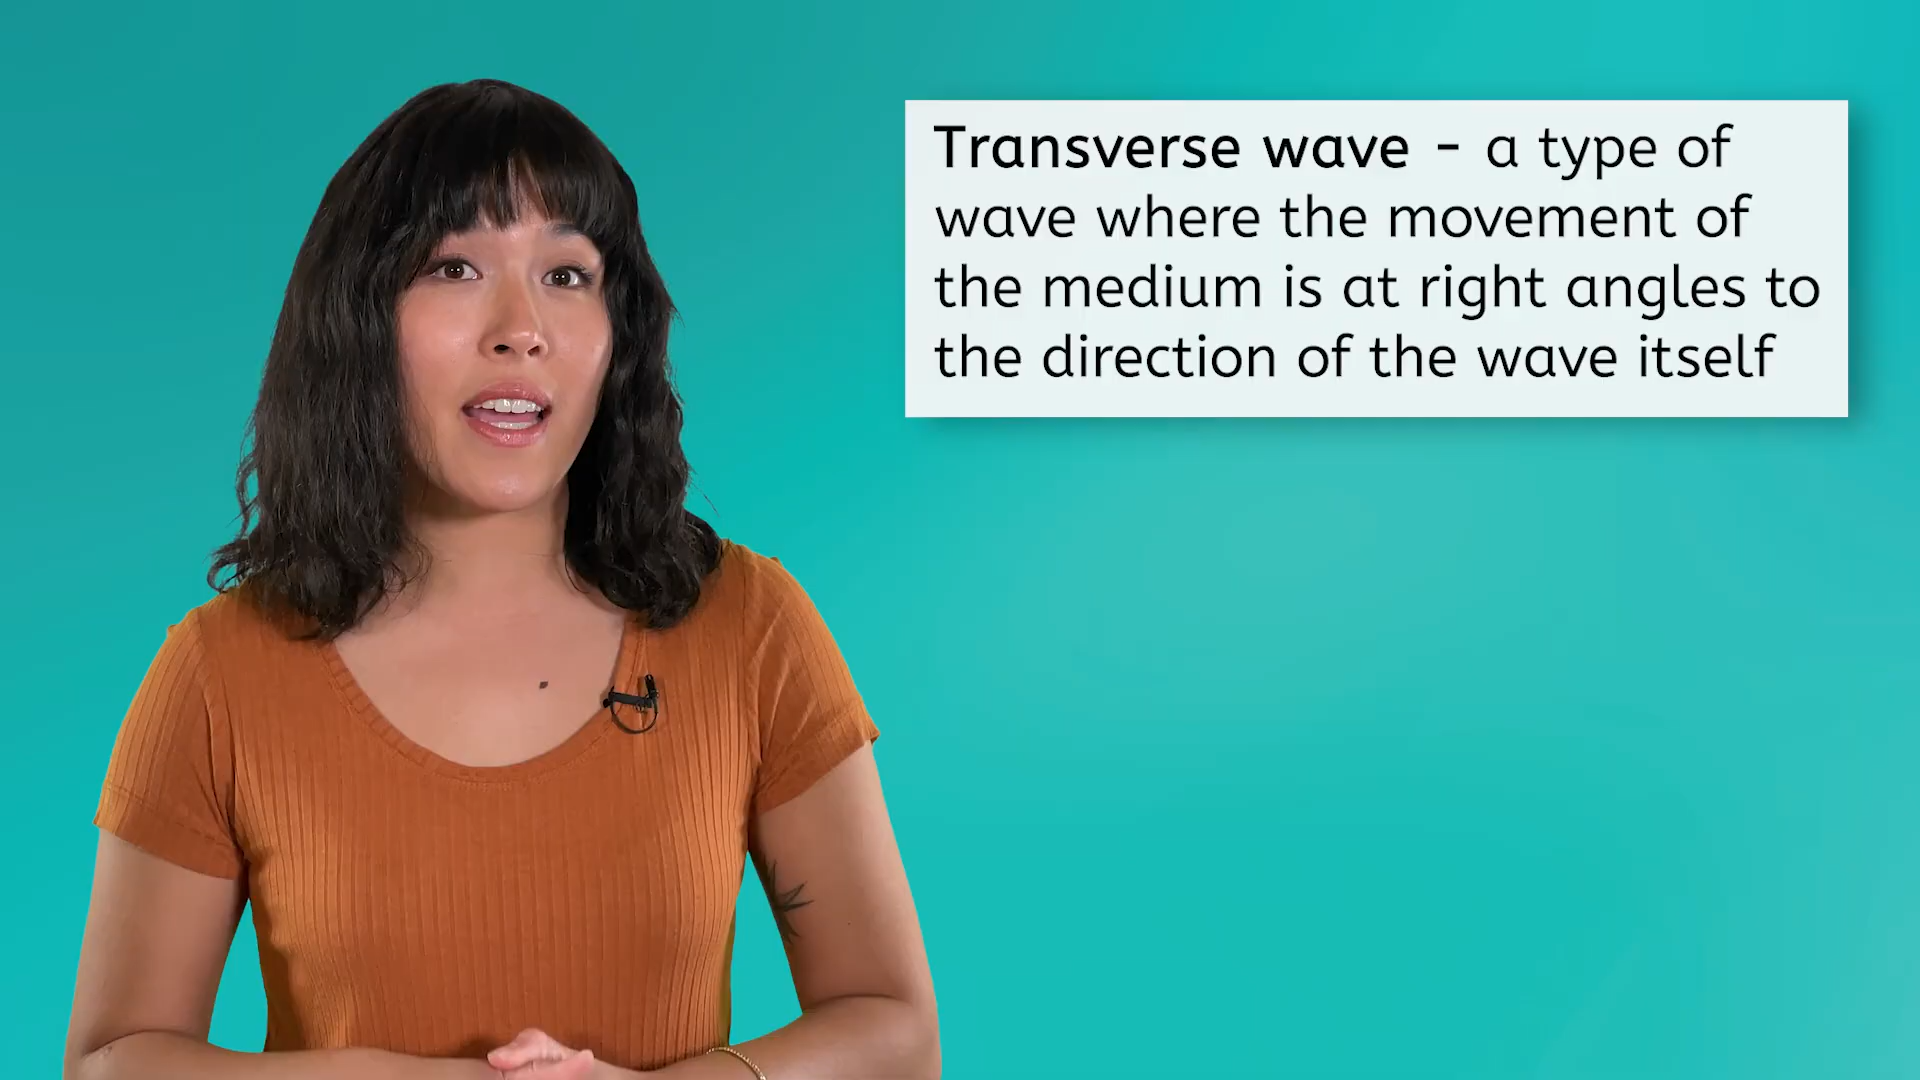 Transverse wave - a type of
wave where the movement of
the medium is at right angles to
the direction of the wave itself